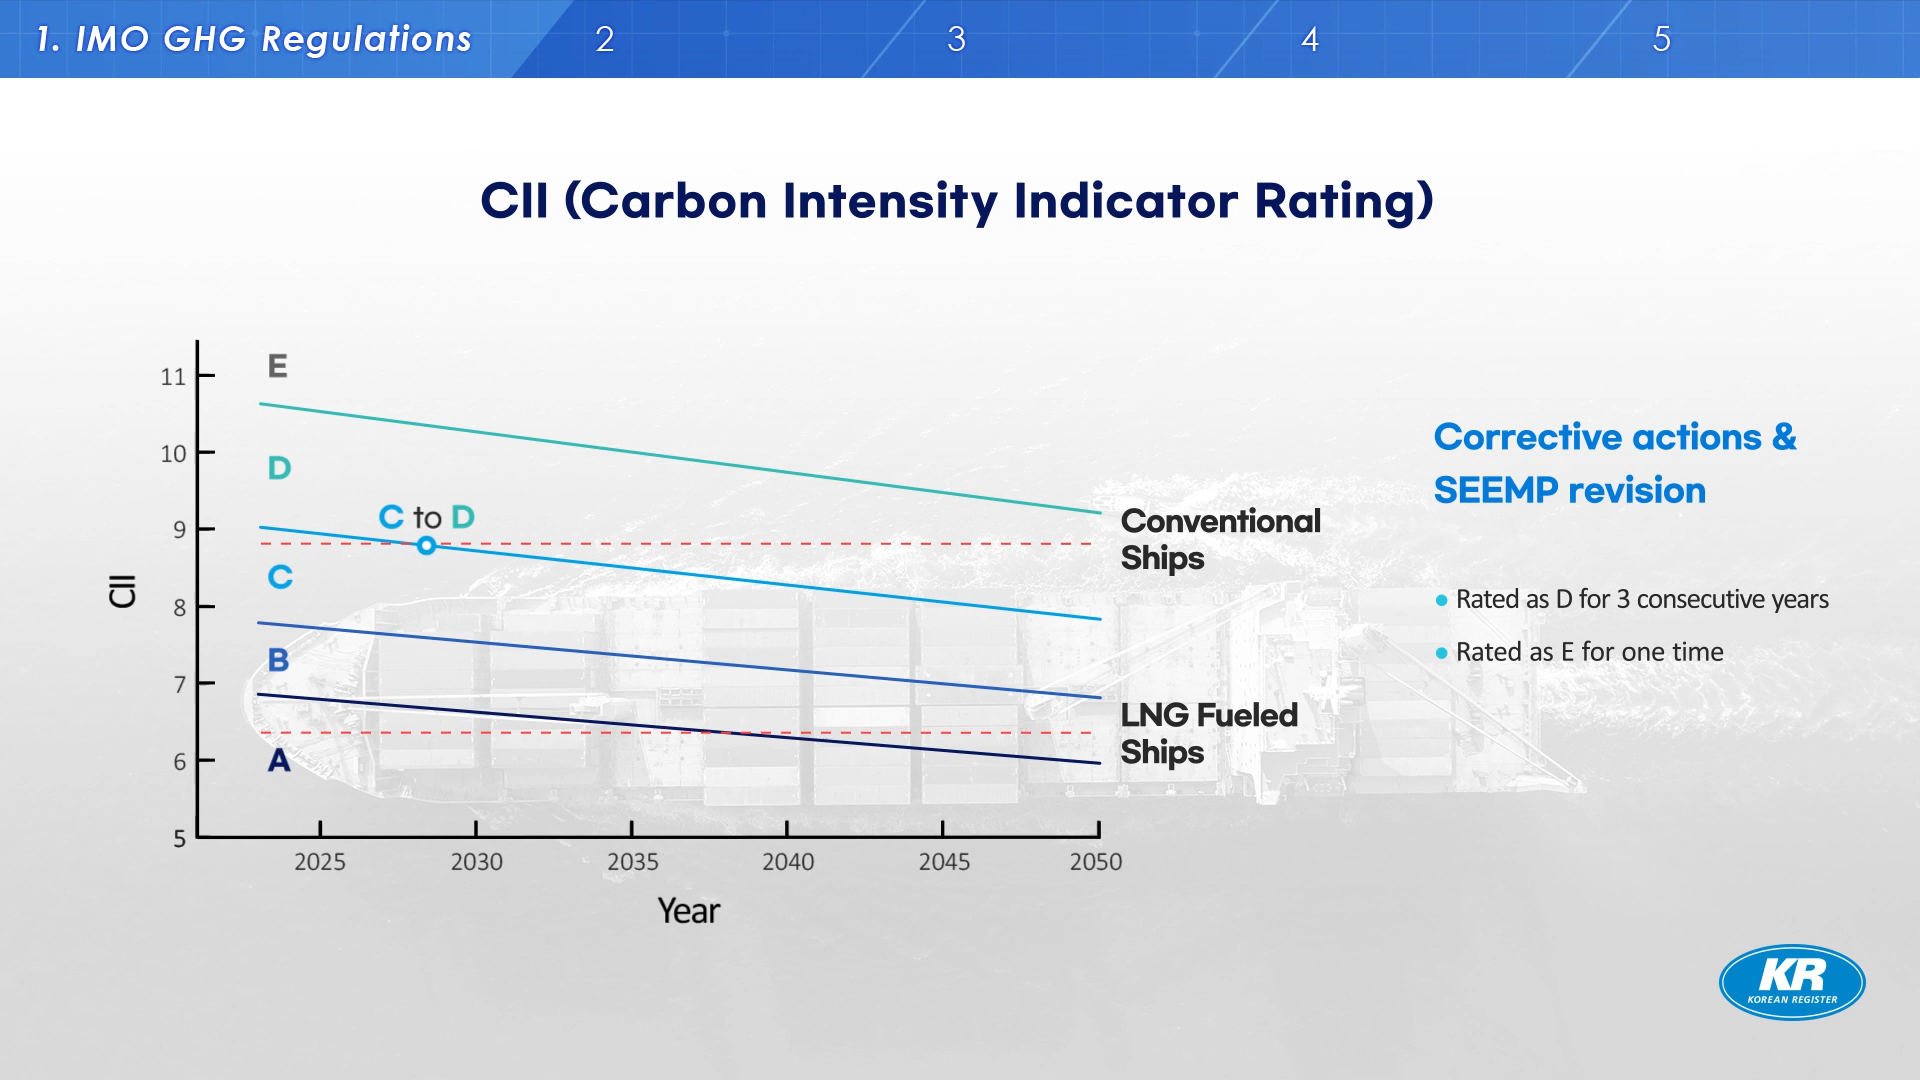 1. IMO GHG Regulations
2
3
4
5
CII (Carbon Intensity Indicator Rating)
11
10
9
8
7
6
5
CII
E
D
C to D
C
B
A
2025
2030
2035
2040
2045
2050
Year
Conventional
Ships
LNG Fueled
Ships
Corrective actions &
SEEMP revision
Rated as D for 3 consecutive years
Rated as E for one time
KR
KOREAN REGISTER